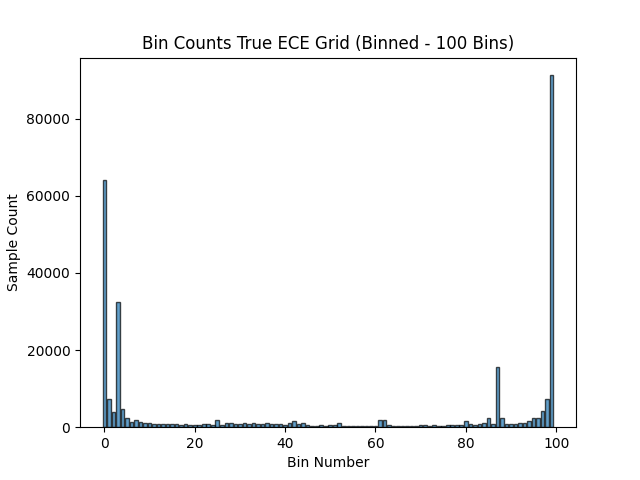 Bin Counts True ECE Grid (Binned - 100 Bins)
80000
60000
40000
20000
0
Sample Count
0 20 40 60 80 100
Bin Number